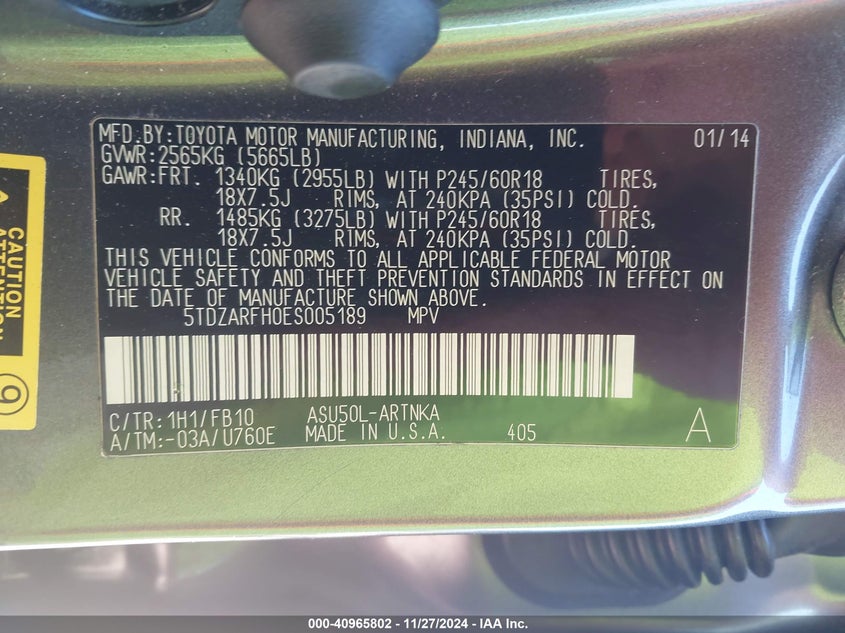 MFD.BY:TOYOTA MOTOR MANUFACTURING, INDIANA, INC. 01/14
GVWR:2565KG (5665LB)
GAWR:FRT. 1340KG (2955LB) WITH P245/60R18 TIRES,
18X7.5J RIMS, AT 240KPA (35PSI) COLD.
RR. 1485KG (3275LB) WITH P245/60R18 TIRES,
18X7.5J RIMS, AT 240KPA (35PSI) COLD.
THIS VEHICLE CONFORMS TO ALL APPLICABLE FEDERAL MOTOR
VEHICLE SAFETY AND THEFT PREVENTION STANDARDS IN EFFECT ON
THE DATE OF MANUFACTURE SHOWN ABOVE.
5TDZARFH0ES005189 MPV
C/TR:1H1/FB10 ASU50L-ARTNKA
A/TM:-03A/U760E MADE IN U.S.A. 405 A
CAUTION
ATTENTION
9
000-40965802 - 11/27/2024 - IAA Inc.